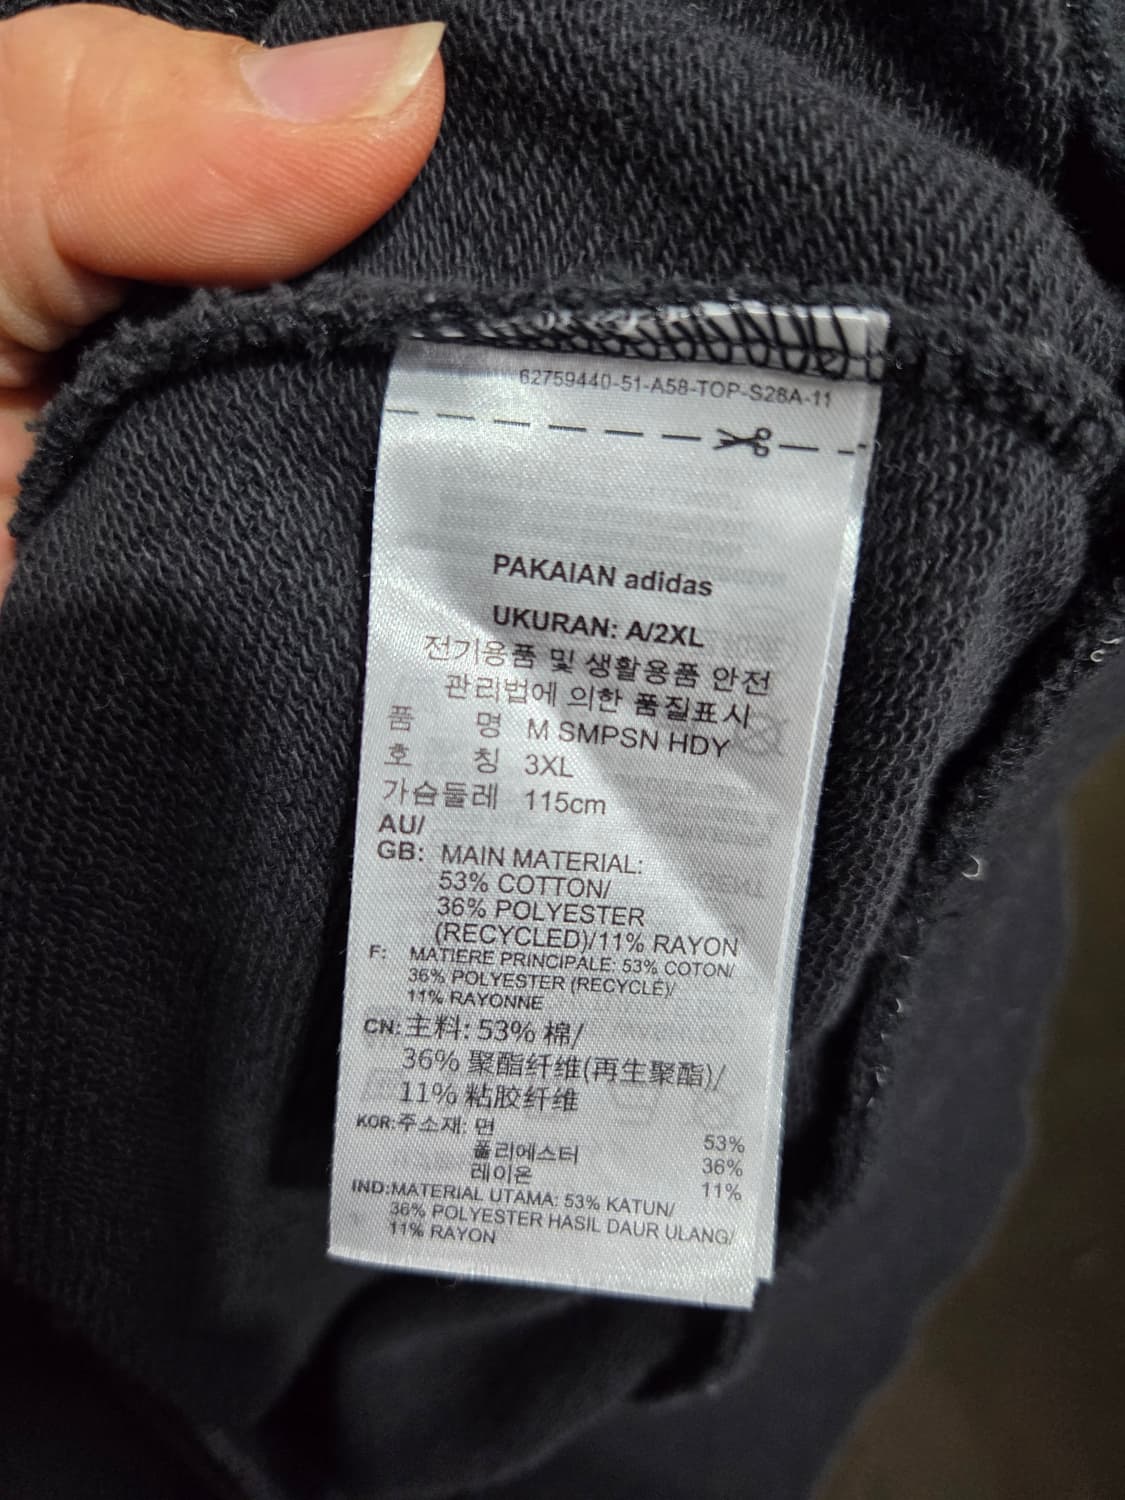 62759440-51-A58-TOP-S28A-11
PAKAIAN adidas
UKURAN: A/2XL
전기용품 및 생활용품 안전
관리법에 의한 품질표시
품 명 M SMPSN HDY
호 칭 3XL
가슴둘레 115cm
AU/
GB: MAIN MATERIAL:
53% COTTON/
36% POLYESTER
(RECYCLED)/11% RAYON
F: MATIERE PRINCIPALE: 53% COTON/
36% POLYESTER (RECYCLÉ)/
11% RAYONNE
CN: 主料: 53% 棉/
36% 聚酯纤维(再生聚酯)/
11% 粘胶纤维
KOR: 주소재: 면 53%
폴리에스터 36%
레이온 11%
IND: MATERIAL UTAMA: 53% KATUN/
36% POLYESTER HASIL DAUR ULANG/
11% RAYON